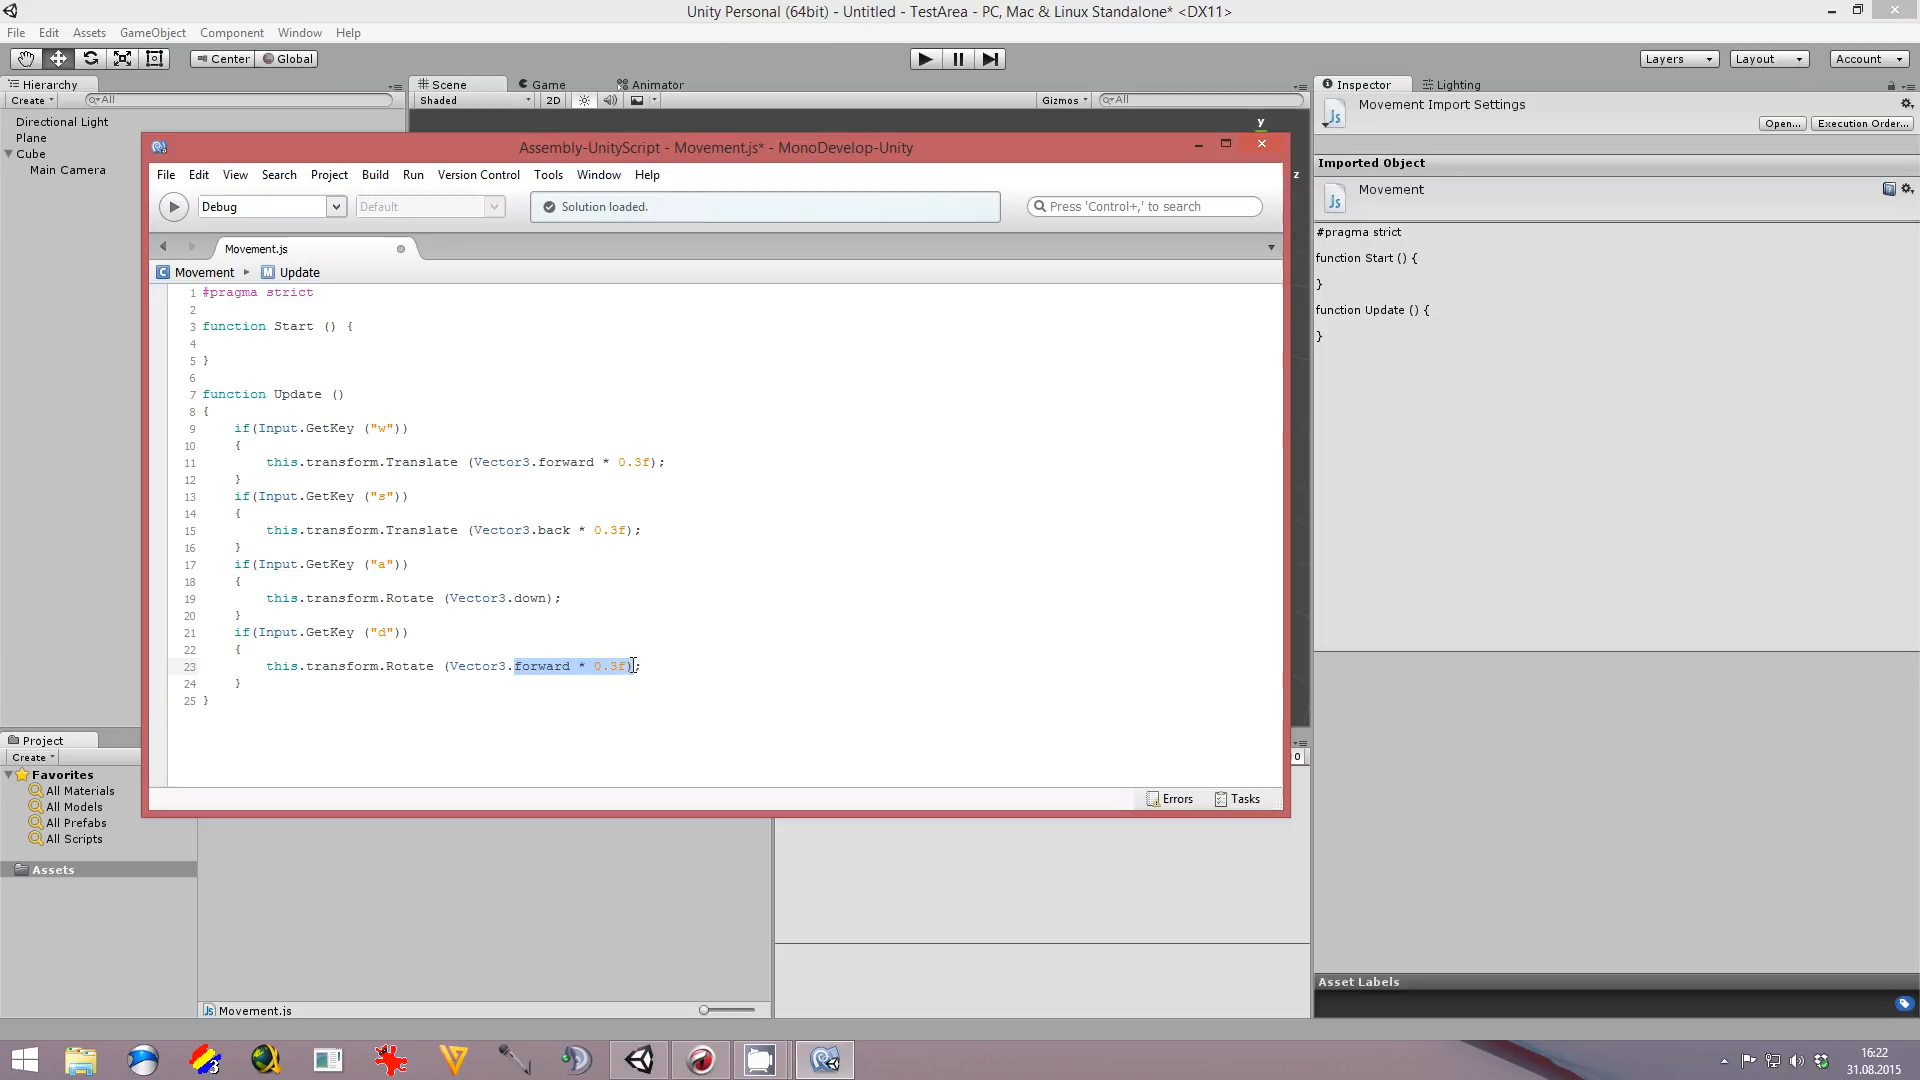 Unity Personal (64bit) - Untitled - TestArea - PC, Mac & Linux Standalone* <DX11>
File Edit Assets GameObject Component Window Help
Center Global
Layers Layout Account
Hierarchy
Create All
Directional Light
Plane
Cube
Main Camera
Scene Game Animator
Shaded 2D Gizmos All
y
z
Inspector Lighting
Movement Import Settings
Open... Execution Order...
Imported Object
Movement
#pragma strict
function Start () {
}
function Update () {
}
Assembly-UnityScript - Movement.js* - MonoDevelop-Unity
File Edit View Search Project Build Run Version Control Tools Window Help
Debug Default Solution loaded. Press 'Control+,' to search
Movement.js
Movement Update
1 #pragma strict
2
3 function Start () {
4
5 }
6
7 function Update ()
8 {
9 if(Input.GetKey ("w"))
10 {
11 this.transform.Translate (Vector3.forward * 0.3f);
12 }
13 if(Input.GetKey ("s"))
14 {
15 this.transform.Translate (Vector3.back * 0.3f);
16 }
17 if(Input.GetKey ("a"))
18 {
19 this.transform.Rotate (Vector3.down);
20 }
21 if(Input.GetKey ("d"))
22 {
23 this.transform.Rotate (Vector3.forward * 0.3f);
24 }
25 }
Errors Tasks
Project
Create
Favorites
All Materials
All Models
All Prefabs
All Scripts
Assets
0
Movement.js
Asset Labels
16:22
31.08.2015